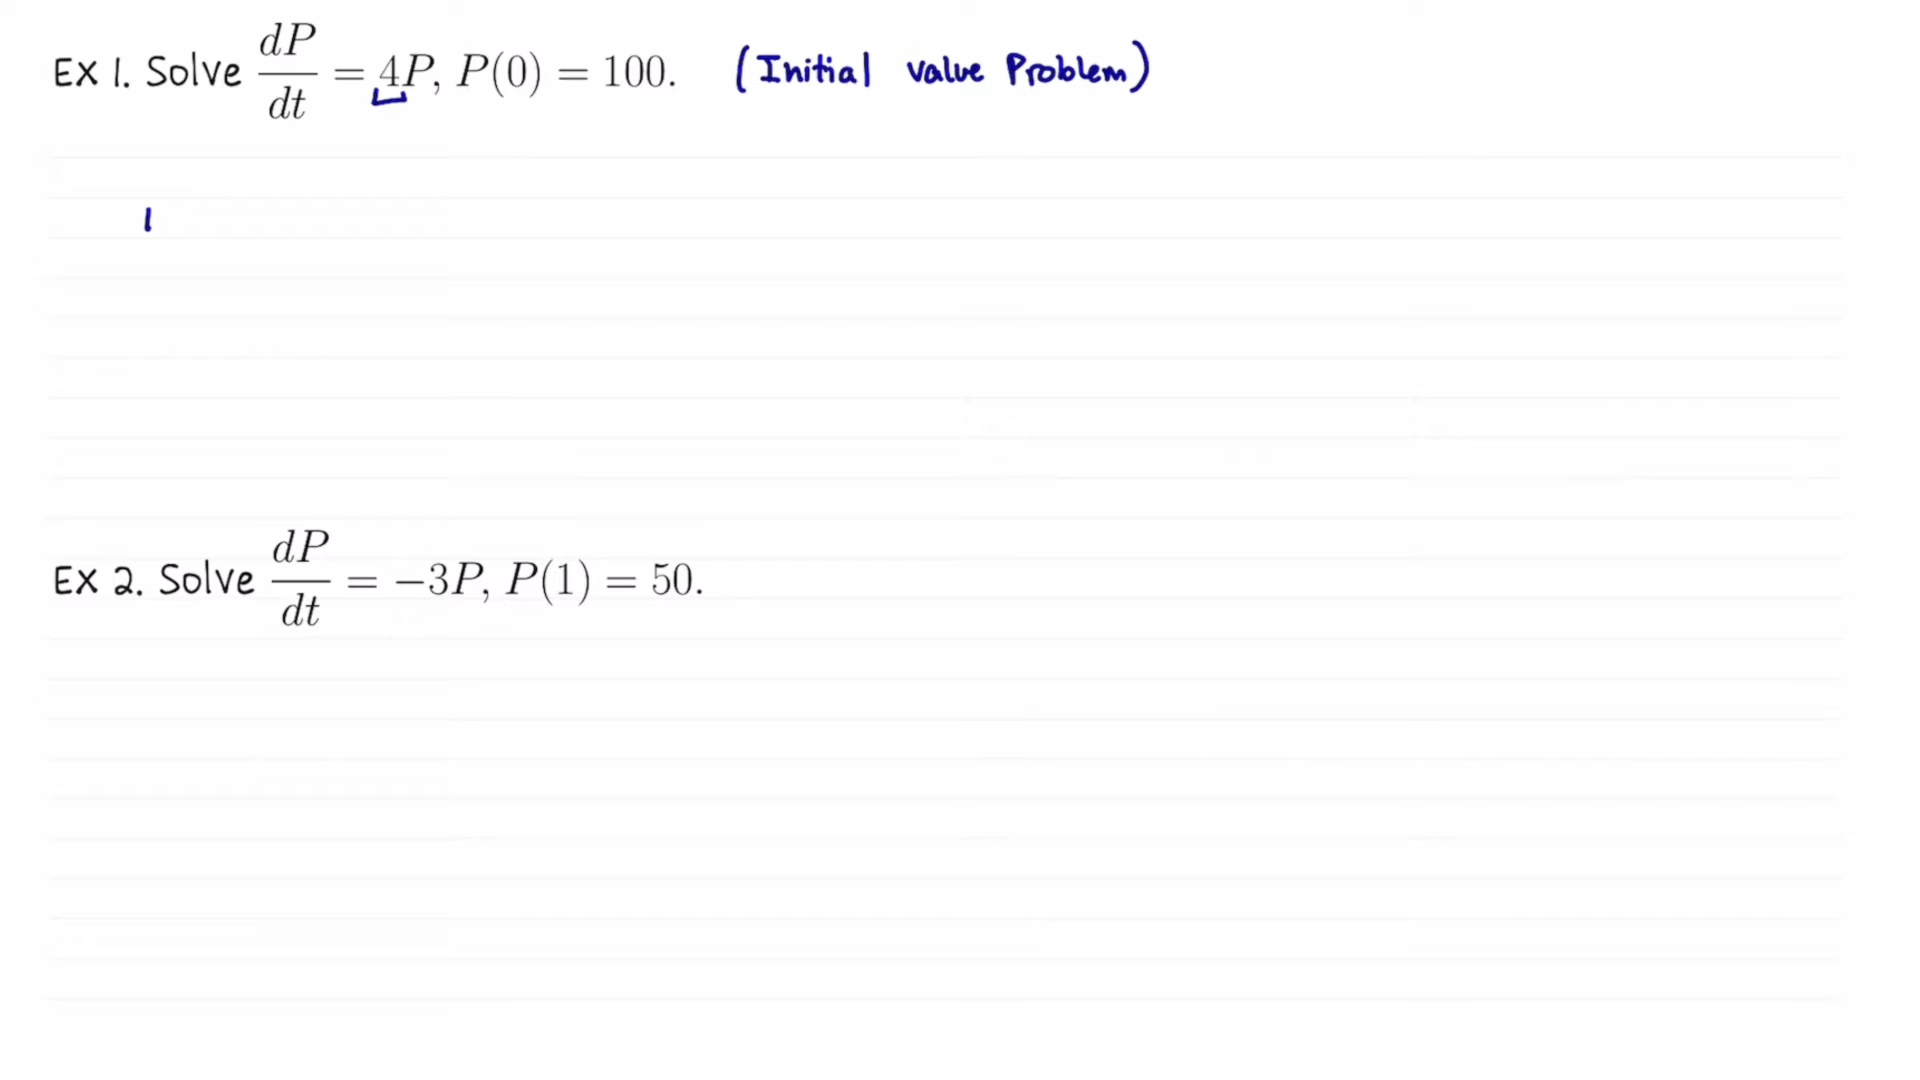 Ex 1. Solve dP/dt = 4P, P(0) = 100. (Initial value Problem)
Ex 2. Solve dP/dt = −3P, P(1) = 50.